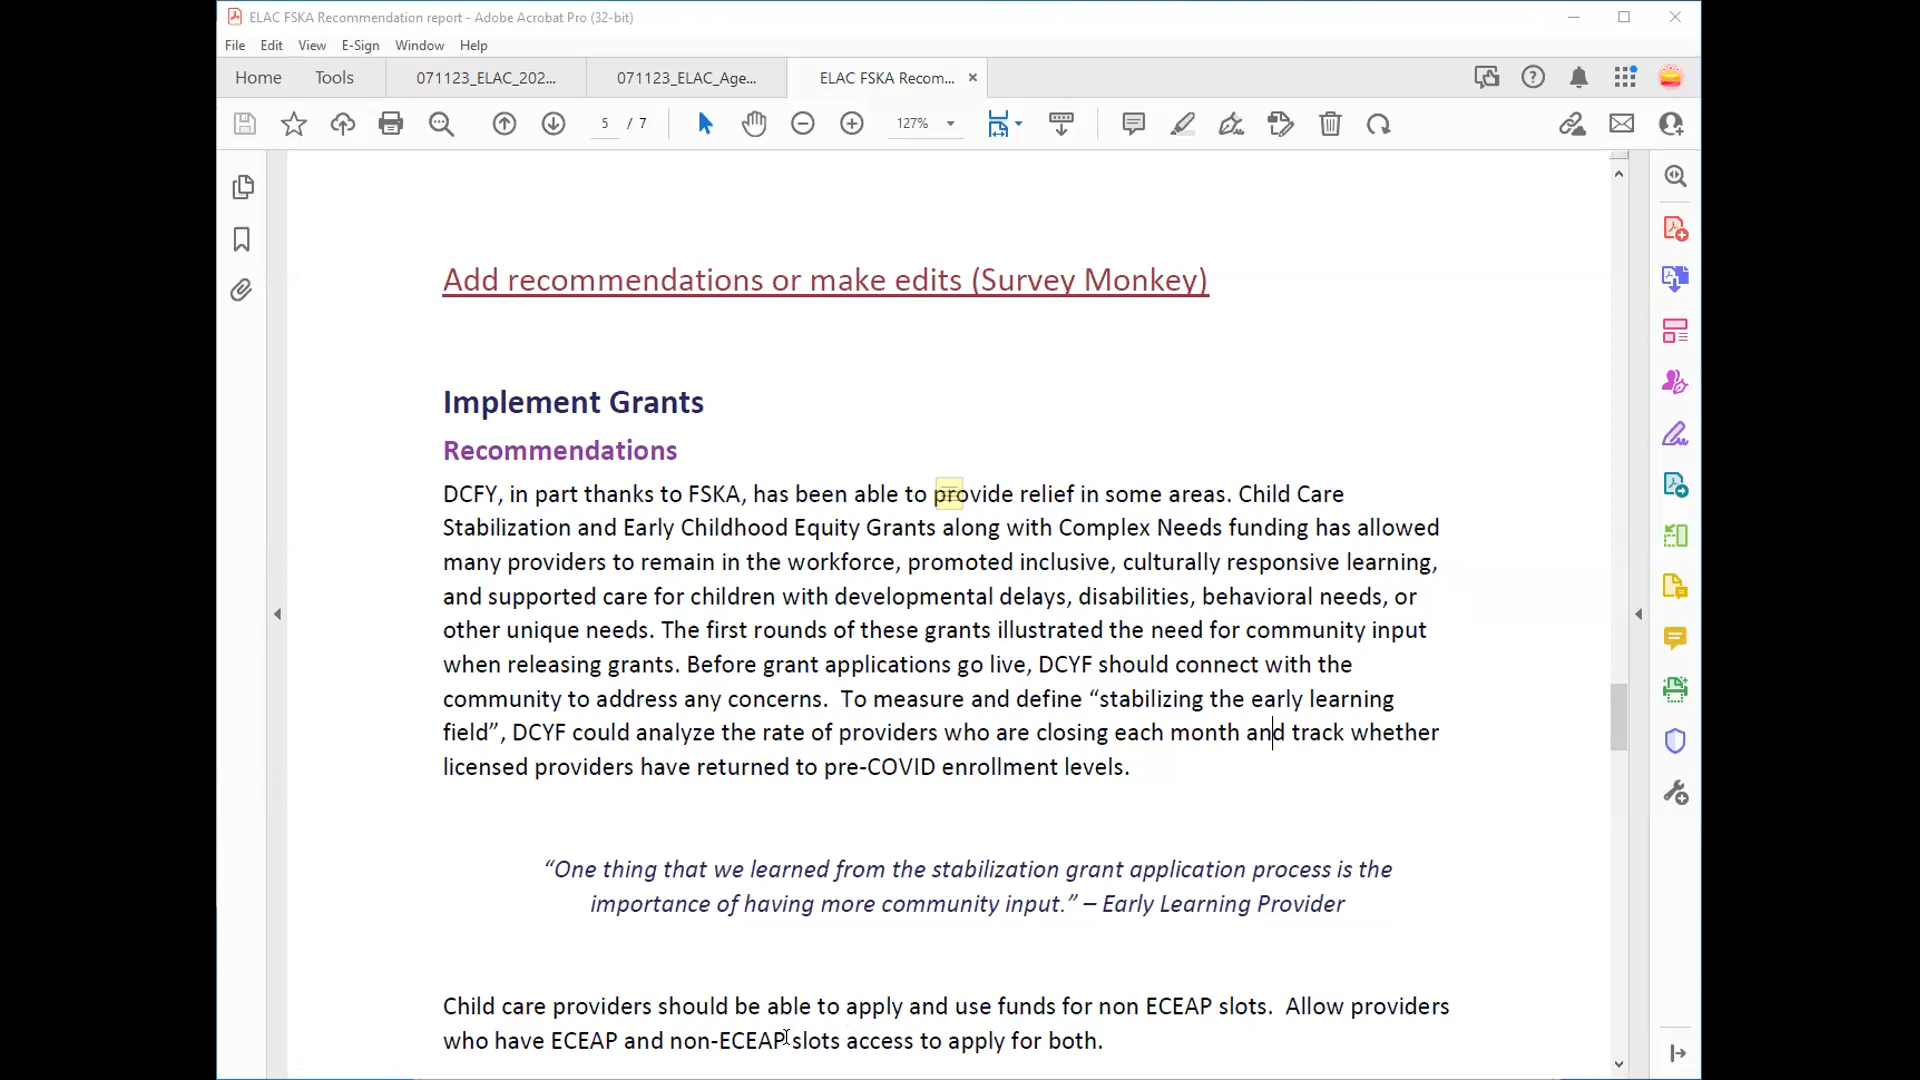 ELAC FSKA Recommendation report - Adobe Acrobat Pro (32-bit)
File Edit View E-Sign Window Help
Home Tools 071123_ELAC_202... 071123_ELAC_Age... ELAC FSKA Recom...
5 / 7 127%
Add recommendations or make edits (Survey Monkey)
Implement Grants
Recommendations
DCFY, in part thanks to FSKA, has been able to provide relief in some areas. Child Care
Stabilization and Early Childhood Equity Grants along with Complex Needs funding has allowed
many providers to remain in the workforce, promoted inclusive, culturally responsive learning,
and supported care for children with developmental delays, disabilities, behavioral needs, or
other unique needs. The first rounds of these grants illustrated the need for community input
when releasing grants. Before grant applications go live, DCYF should connect with the
community to address any concerns.  To measure and define “stabilizing the early learning
field”, DCYF could analyze the rate of providers who are closing each month and track whether
licensed providers have returned to pre-COVID enrollment levels.
“One thing that we learned from the stabilization grant application process is the
importance of having more community input.” – Early Learning Provider
Child care providers should be able to apply and use funds for non ECEAP slots.  Allow providers
who have ECEAP and non-ECEAP slots access to apply for both.